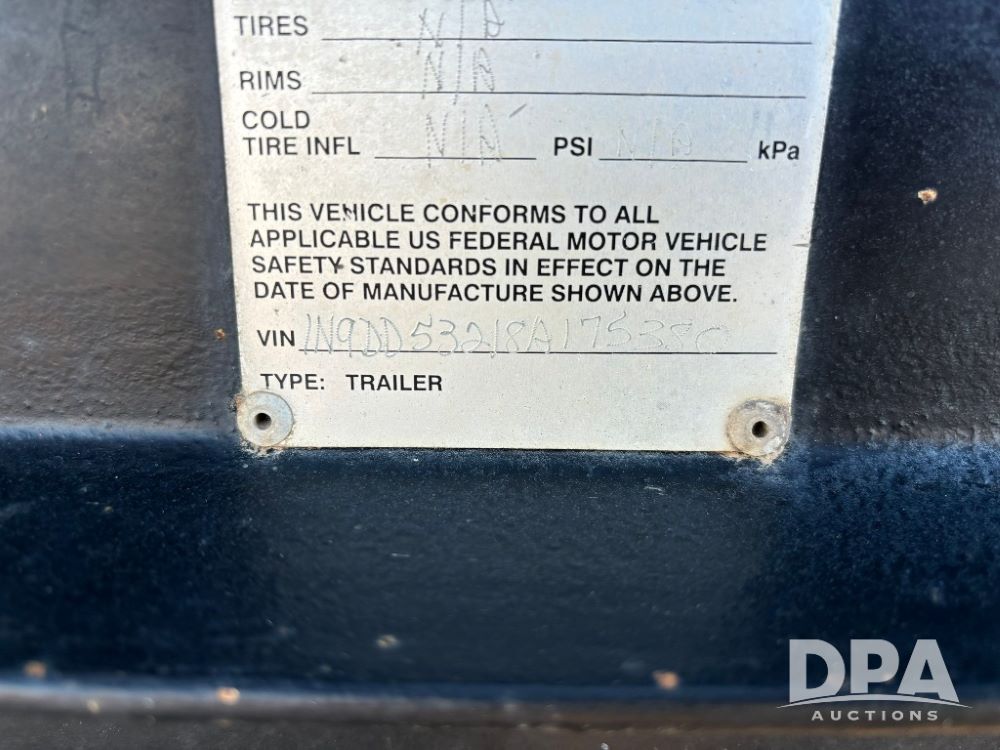 TIRES N/A
RIMS N/A
COLD
TIRE INFL N/A PSI N/A kPa
THIS VEHICLE CONFORMS TO ALL
APPLICABLE US FEDERAL MOTOR VEHICLE
SAFETY STANDARDS IN EFFECT ON THE
DATE OF MANUFACTURE SHOWN ABOVE.
VIN 1N9DD53218A175380
TYPE: TRAILER
DPA
AUCTIONS